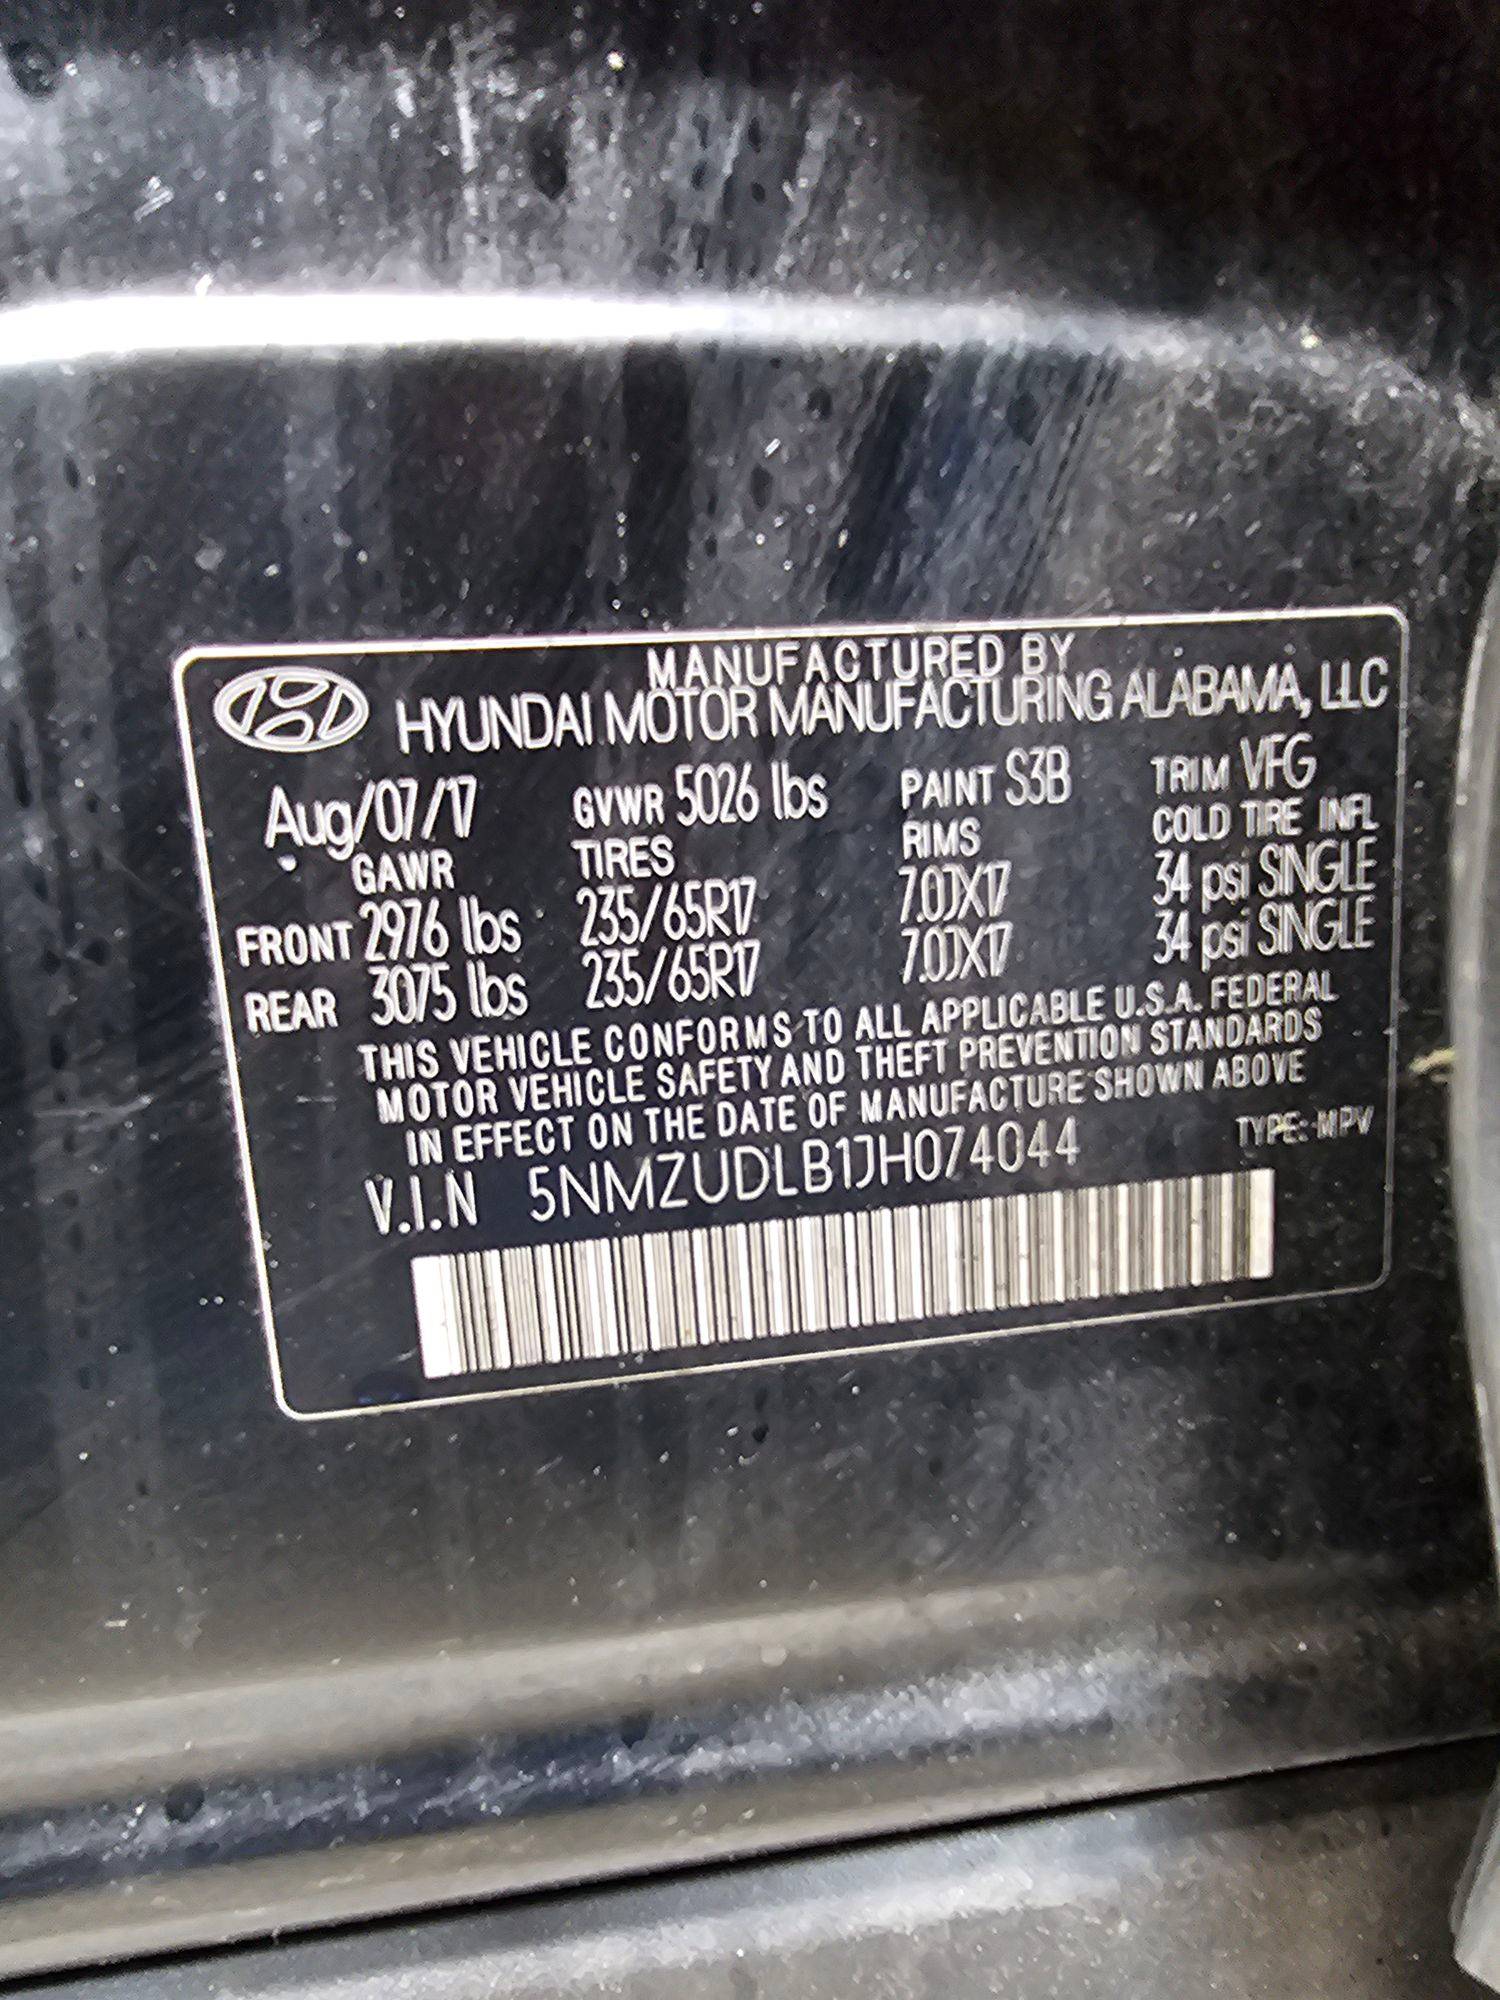 MANUFACTURED BY
HYUNDAI MOTOR MANUFACTURING ALABAMA, LLC
Aug/07/17 GVWR 5026 lbs PAINT S3B TRIM VFG
GAWR TIRES RIMS COLD TIRE INFL
FRONT 2976 lbs 235/65R17 7.0JX17 34 psi SINGLE
REAR 3075 lbs 235/65R17 7.0JX17 34 psi SINGLE
THIS VEHICLE CONFORMS TO ALL APPLICABLE U.S.A. FEDERAL
MOTOR VEHICLE SAFETY AND THEFT PREVENTION STANDARDS
IN EFFECT ON THE DATE OF MANUFACTURE SHOWN ABOVE
V.I.N 5NMZUDLB1JH074044 TYPE: MPV